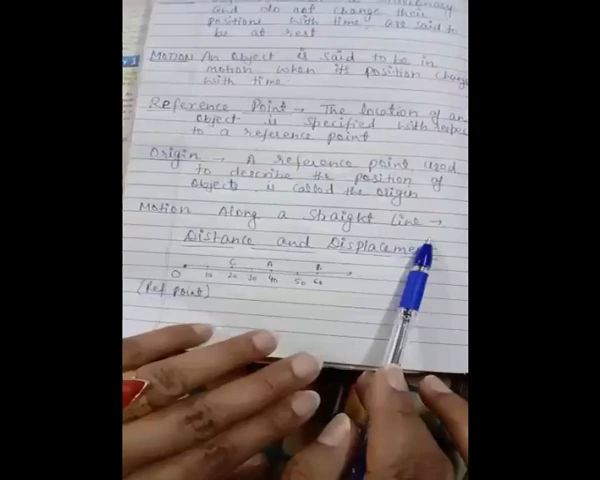 and do not change their
positions with time. are said to
be at rest
MOTION An object is said to be in
motion when its position change
with time.
Reference Point → The location of an
object is specified with respec
to a reference point
Origin → A reference point used
to describe the position of
objects is called the origin
Motion Along a Straight Line →
Distance and Displacement
C A B
O 10 20 30 40 50 60
(Ref point)